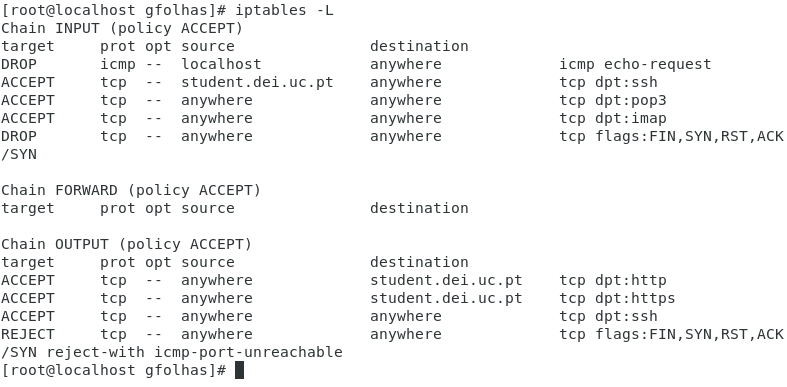 [root@localhost gfolhas]# iptables -L
Chain INPUT (policy ACCEPT)
target     prot opt source               destination
DROP       icmp --  localhost            anywhere             icmp echo-request
ACCEPT     tcp  --  student.dei.uc.pt    anywhere             tcp dpt:ssh
ACCEPT     tcp  --  anywhere             anywhere             tcp dpt:pop3
ACCEPT     tcp  --  anywhere             anywhere             tcp dpt:imap
DROP       tcp  --  anywhere             anywhere             tcp flags:FIN,SYN,RST,ACK
/SYN

Chain FORWARD (policy ACCEPT)
target     prot opt source               destination

Chain OUTPUT (policy ACCEPT)
target     prot opt source               destination
ACCEPT     tcp  --  anywhere             student.dei.uc.pt    tcp dpt:http
ACCEPT     tcp  --  anywhere             student.dei.uc.pt    tcp dpt:https
ACCEPT     tcp  --  anywhere             anywhere             tcp dpt:ssh
REJECT     tcp  --  anywhere             anywhere             tcp flags:FIN,SYN,RST,ACK
/SYN reject-with icmp-port-unreachable
[root@localhost gfolhas]#